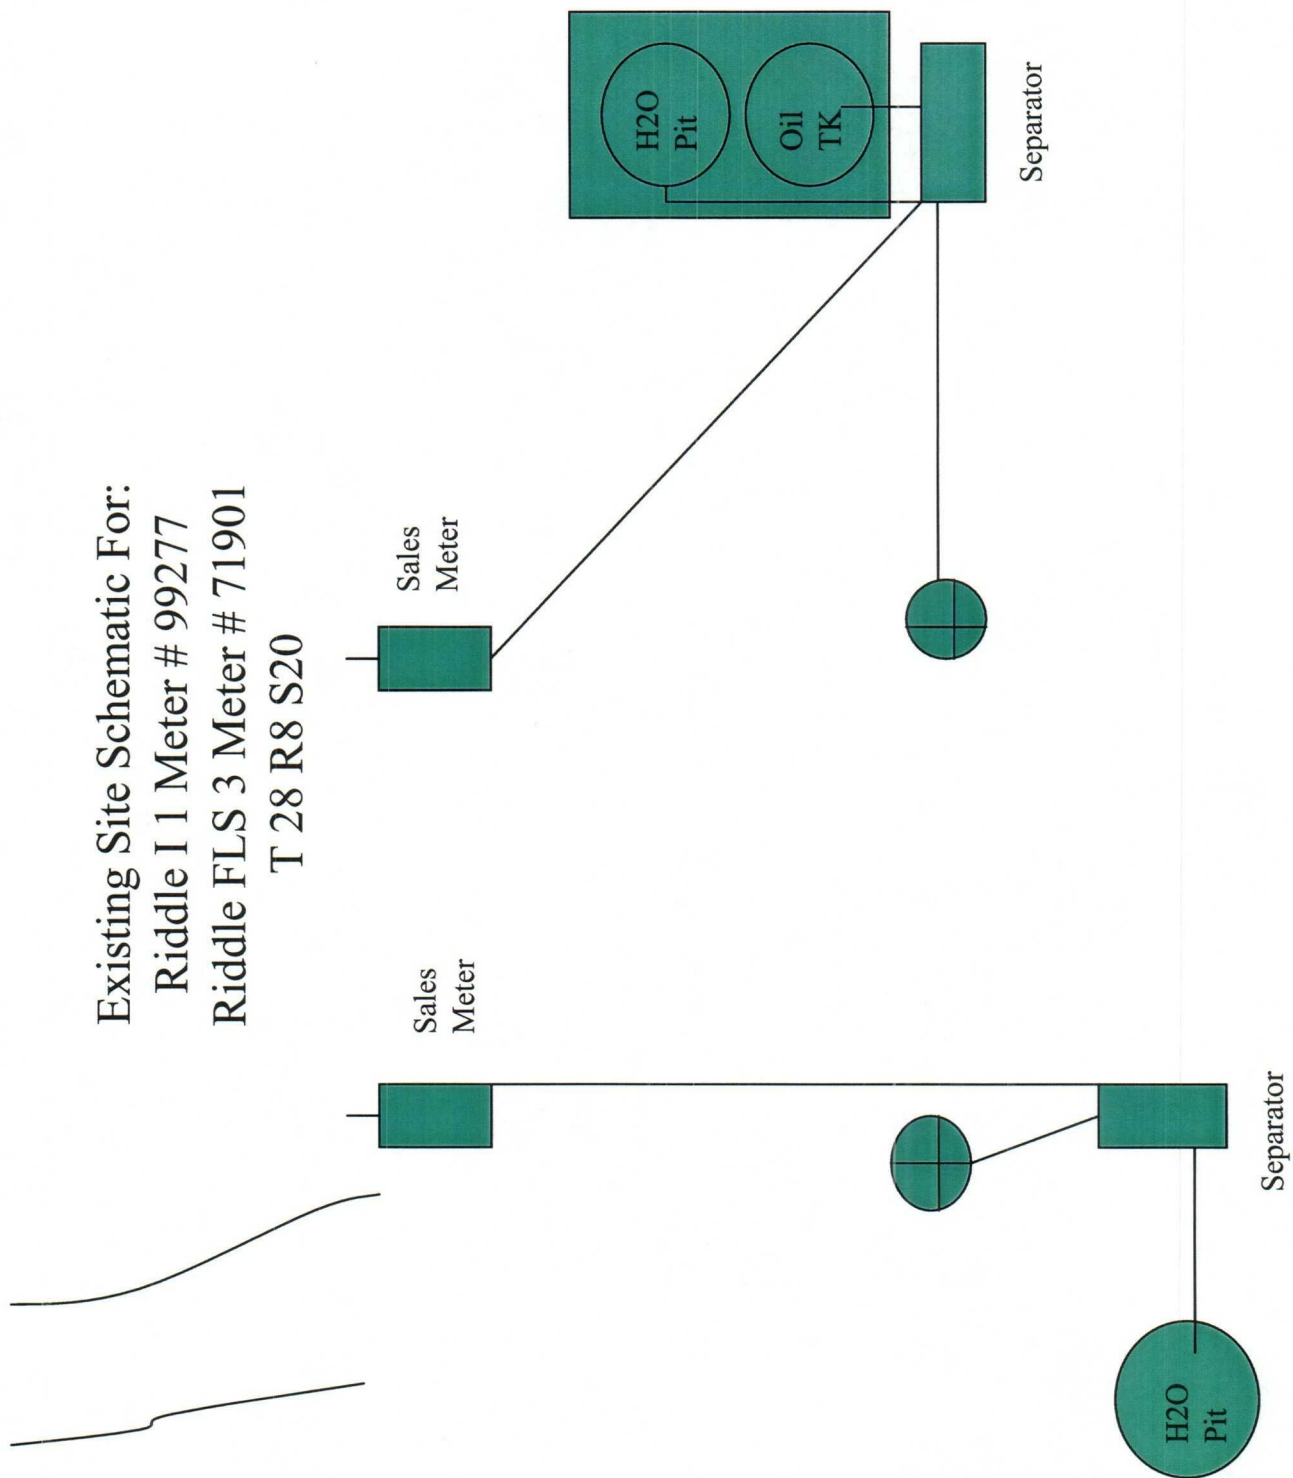 Existing Site Schematic For:
Riddle I 1 Meter # 99277
Riddle FLS 3 Meter # 71901
T 28 R8 S20
Sales
Meter
Sales
Meter
H2O
Pit
Oil
TK
Separator
H2O
Pit
Separator